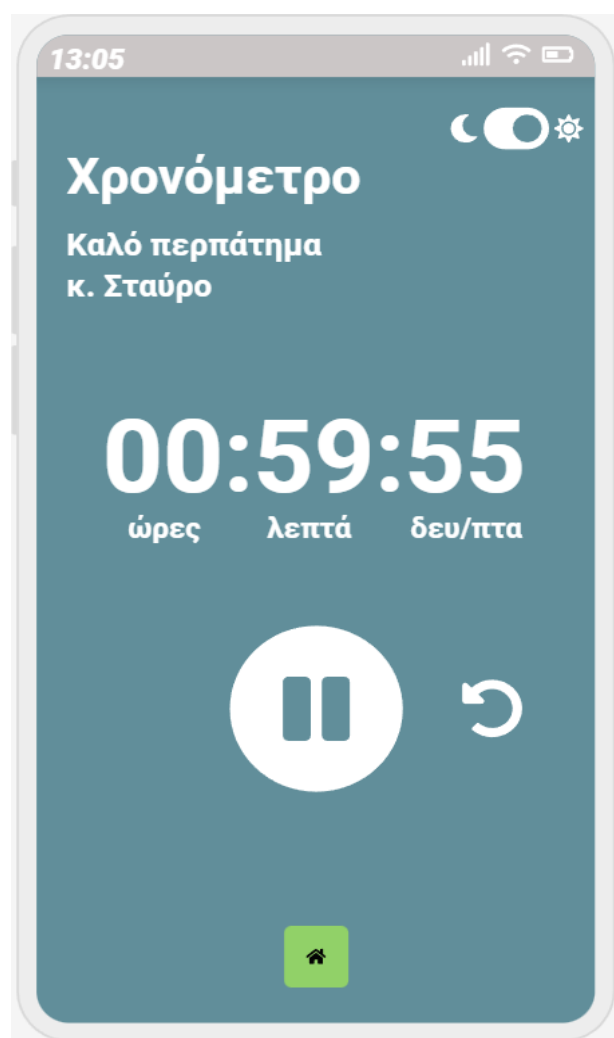 13:05
Χρονόμετρο
Καλό περπάτημα
κ. Σταύρο
00:59:55
ώρες λεπτά δευ/πτα